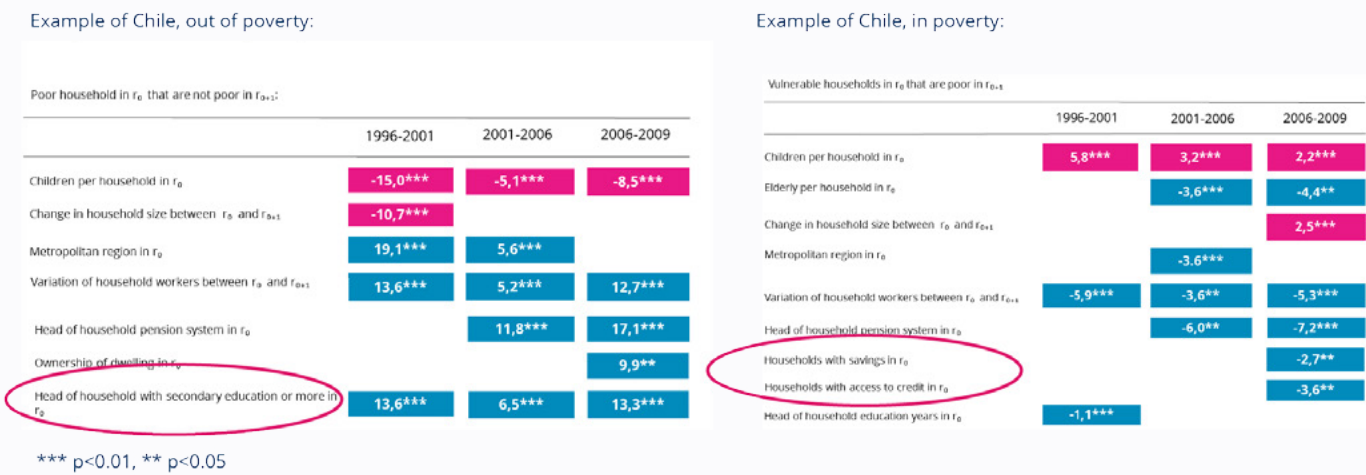 Example of Chile, out of poverty:
Poor household in r₀ that are not poor in r₀₊₁:
1996-2001 2001-2006 2006-2009
Children per household in r₀ -15,0*** -5,1*** -8,5***
Change in household size between r₀ and r₀₊₁ -10,7***
Metropolitan region in r₀ 19,1*** 5,6***
Variation of household workers between r₀ and r₀₊₁ 13,6*** 5,2*** 12,7***
Head of household pension system in r₀ 11,8*** 17,1***
Ownership of dwelling in r₀ 9,9**
Head of household with secondary education or more in
r₀ 13,6*** 6,5*** 13,3***
*** p<0.01, ** p<0.05
Example of Chile, in poverty:
Vulnerable households in r₀ that are poor in r₀₊₁
1996-2001 2001-2006 2006-2009
Children per household in r₀ 5,8*** 3,2*** 2,2***
Elderly per household in r₀ -3,6*** -4,4**
Change in household size between r₀ and r₀₊₁ 2,5***
Metropolitan region in r₀ -3.6***
Variation of household workers between r₀ and r₀₊₁ -5,9*** -3,6** -5,3***
Head of household pension system in r₀ -6,0** -7,2***
Households with savings in r₀ -2,7**
Households with access to credit in r₀ -3,6**
Head of household education years in r₀ -1,1***